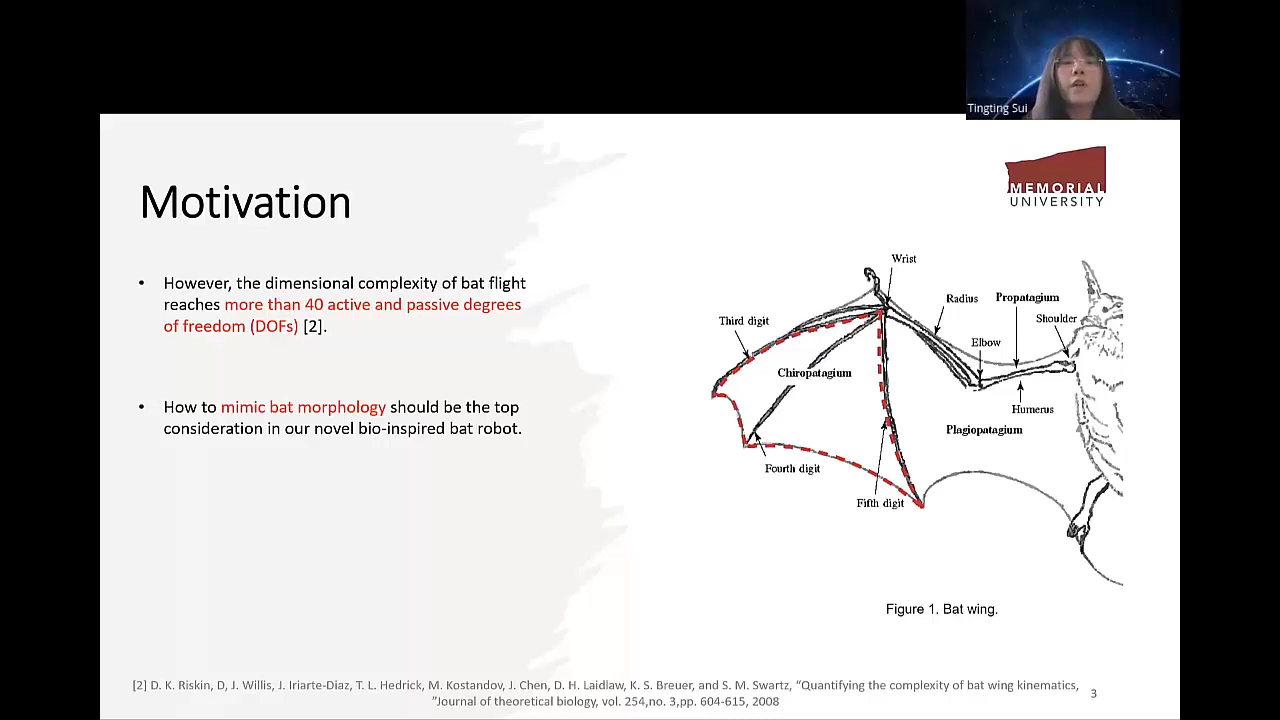 Tingting Sui
MEMORIAL
UNIVERSITY
Motivation
• However, the dimensional complexity of bat flight
reaches more than 40 active and passive degrees
of freedom (DOFs) [2].
• How to mimic bat morphology should be the top
consideration in our novel bio-inspired bat robot.
Wrist
Radius
Propatagium
Shoulder
Third digit
Elbow
Chiropatagium
Humerus
Plagiopatagium
Fourth digit
Fifth digit
Figure 1. Bat wing.
[2] D. K. Riskin, D, J. Willis, J. Iriarte-Diaz, T. L. Hedrick, M. Kostandov, J. Chen, D. H. Laidlaw, K. S. Breuer, and S. M. Swartz, “Quantifying the complexity of bat wing kinematics,
”Journal of theoretical biology, vol. 254,no. 3,pp. 604-615, 2008
3